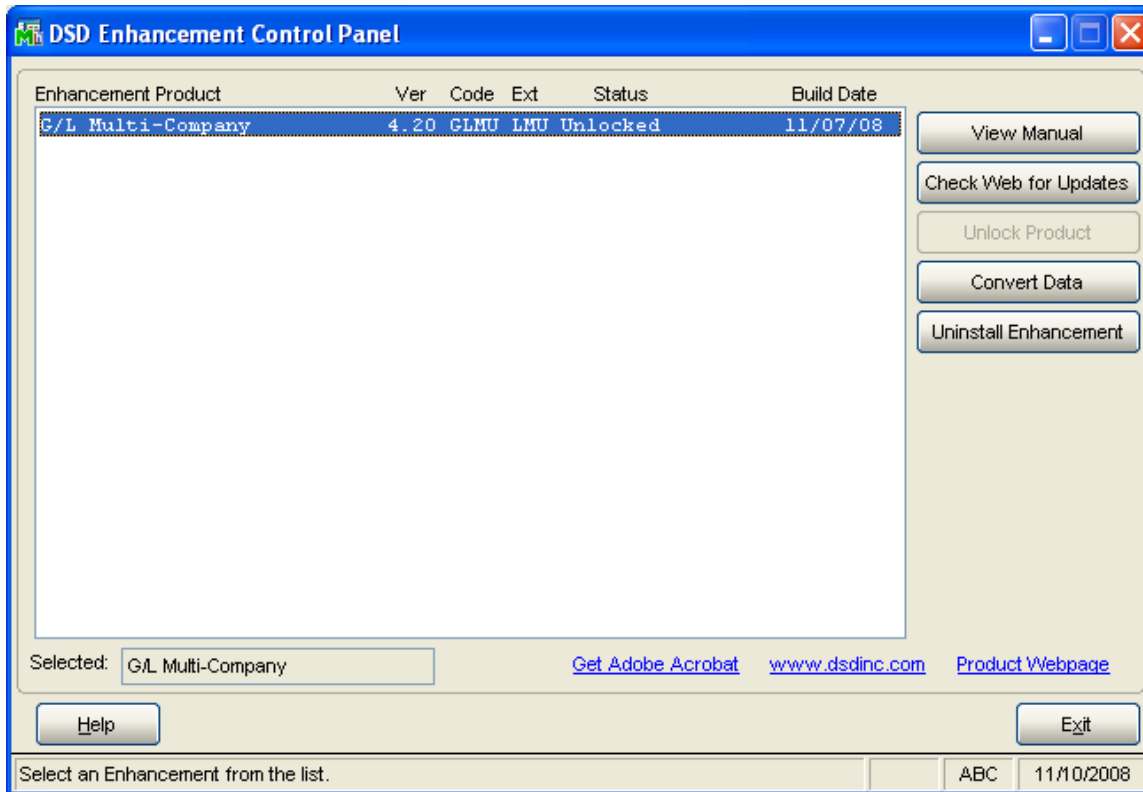 DSD Enhancement Control Panel
Enhancement Product Ver Code Ext Status Build Date
G/L Multi-Company 4.20 GLMU LMU Unlocked 11/07/08
View Manual
Check Web for Updates
Unlock Product
Convert Data
Uninstall Enhancement
Selected: G/L Multi-Company Get Adobe Acrobat www.dsdinc.com Product Webpage
Help Exit
Select an Enhancement from the list. ABC 11/10/2008